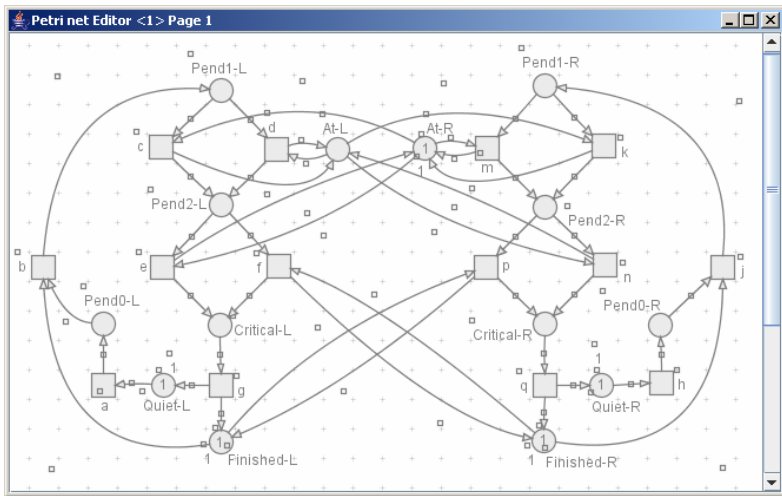 Petri net Editor <1> Page 1
Pend1-L
Pend1-R
c
d
At-L
At-R
1
1
m
k
Pend2-L
Pend2-R
b
e
f
p
n
j
Pend0-L
Pend0-R
Critical-L
Critical-R
1
1
a
1
Quiet-L
g
q
1
Quiet-R
h
1
1
Finished-L
1
1
Finished-R